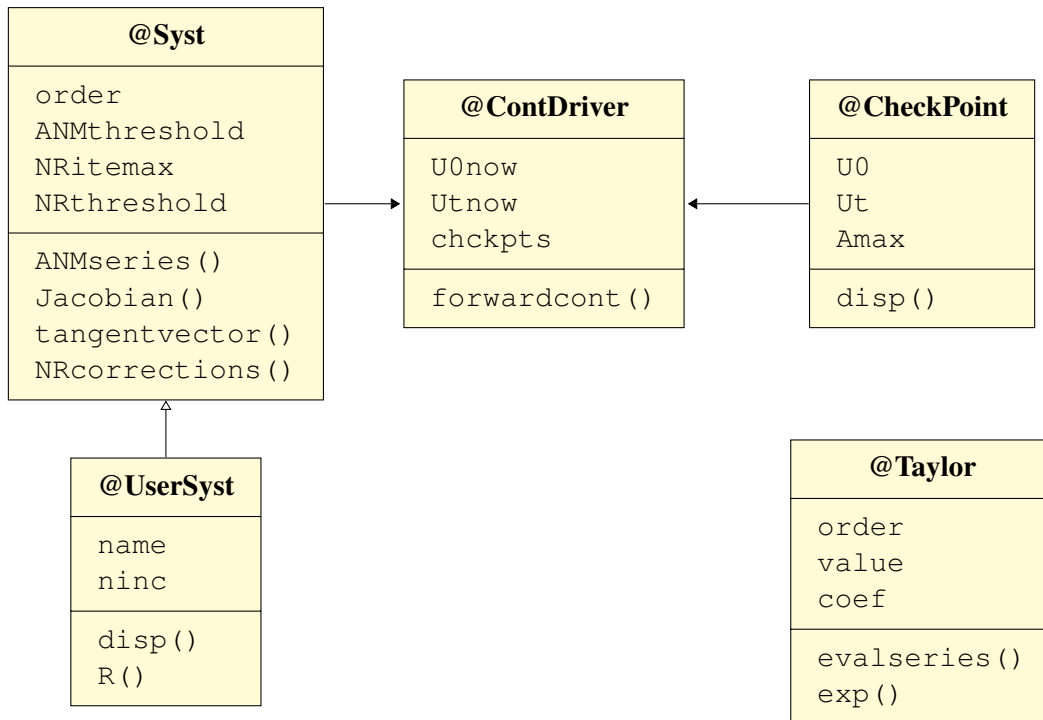 @Syst
order
ANMthreshold
NRitemax
NRthreshold
ANMseries()
Jacobian()
tangentvector()
NRcorrections()
@ContDriver
U0now
Utnow
chckpts
forwardcont()
@CheckPoint
U0
Ut
Amax
disp()
@UserSyst
name
ninc
disp()
R()
@Taylor
order
value
coef
evalseries()
exp()